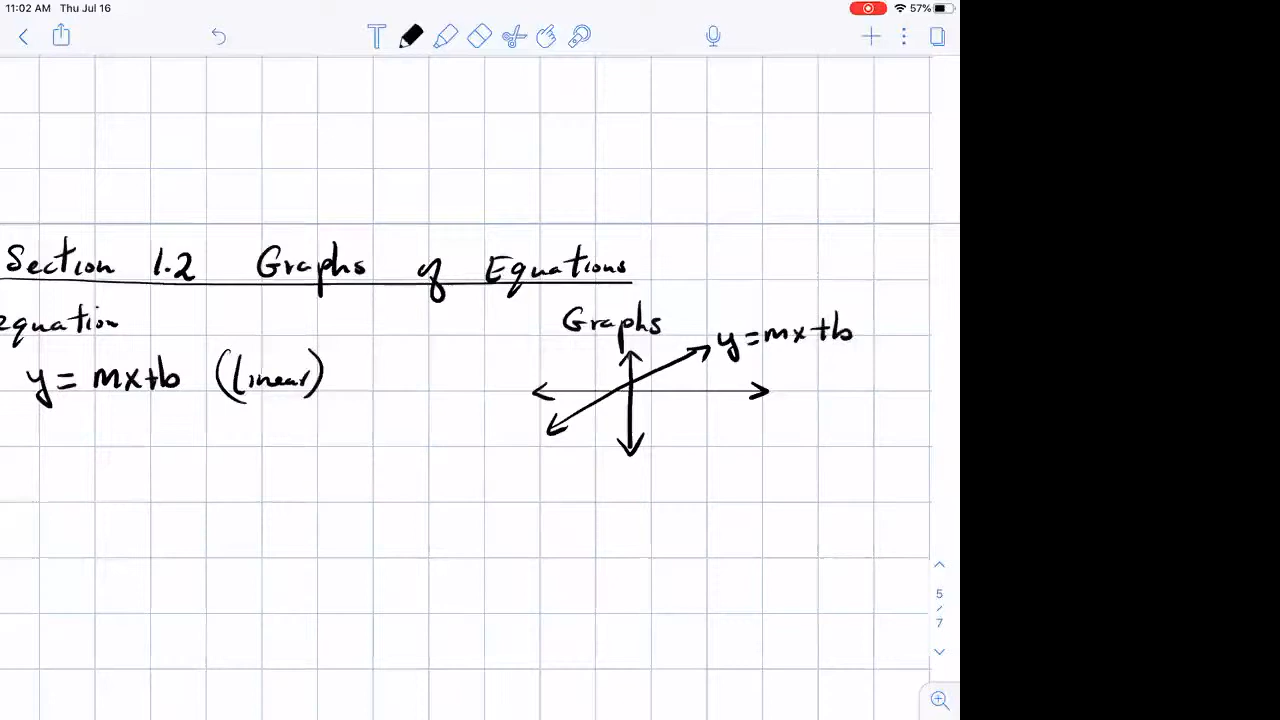 11:02 AM Thu Jul 16
57%
T
Section 1.2 Graphs of Equations
equation
Graphs
y = mx+b
y = mx+b (linear)
5
/
7